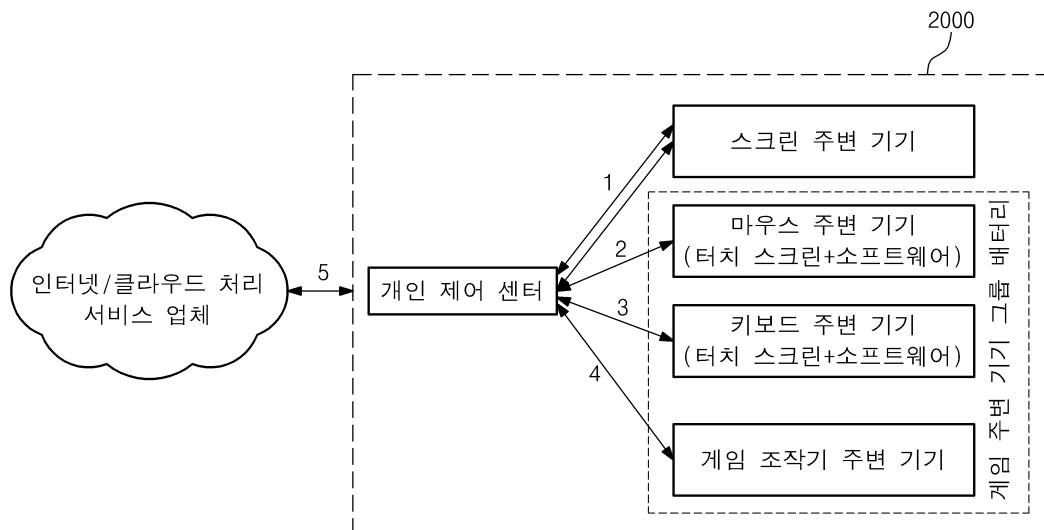 2000
스크린 주변 기기
1
마우스 주변 기기
(터치 스크린+소프트웨어)
2
인터넷/클라우드 처리
서비스 업체
5
개인 제어 센터
3
키보드 주변 기기
(터치 스크린+소프트웨어)
4
게임 조작기 주변 기기
게임 주변 기기 그룹 배터리